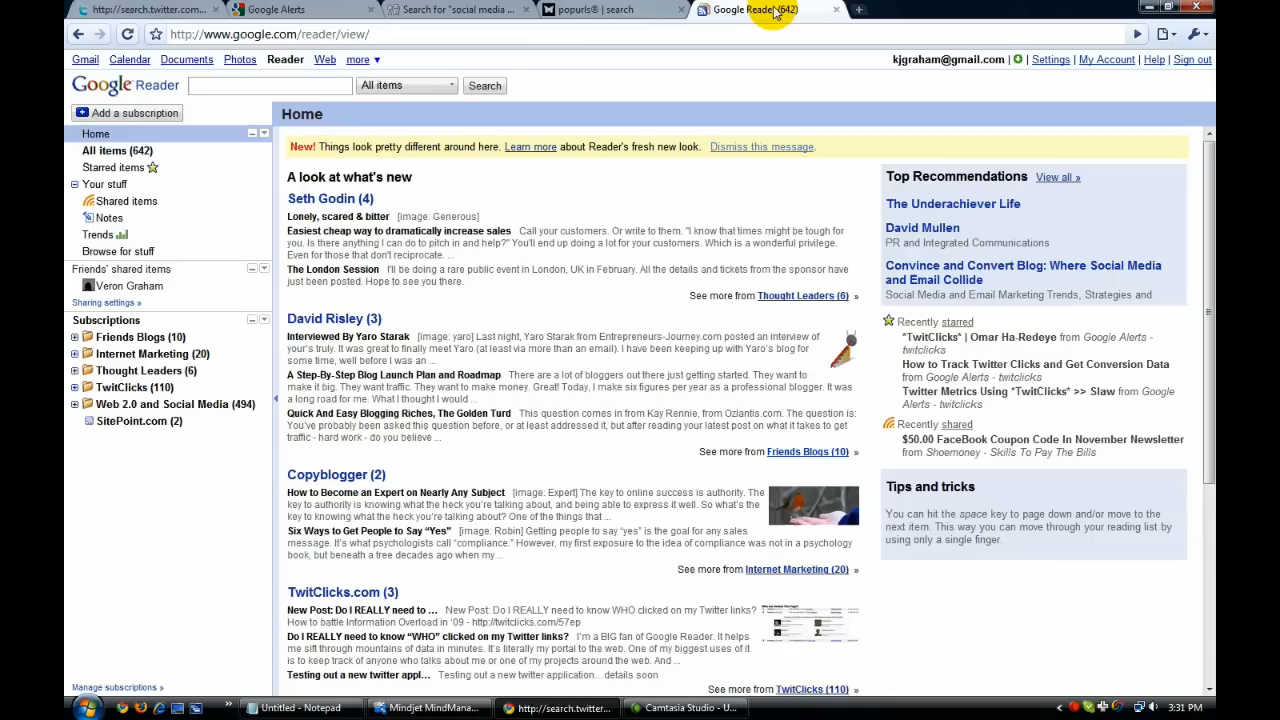 http://search.twitter.com...
Google Alerts
Search for "social media ...
popurls® | search
Google Reader (642)
http://www.google.com/reader/view/
Gmail Calendar Documents Photos Reader Web more ▼
kjgraham@gmail.com | Settings | My Account | Help | Sign out
Google Reader
All items
Search
Add a subscription
Home
All items (642)
Starred items
Your stuff
Shared items
Notes
Trends
Browse for stuff
Friends' shared items
Veron Graham
Sharing settings »
Subscriptions
Friends Blogs (10)
Internet Marketing (20)
Thought Leaders (6)
TwitClicks (110)
Web 2.0 and Social Media (494)
SitePoint.com (2)
Manage subscriptions »
Home
New! Things look pretty different around here. Learn more about Reader's fresh new look. Dismiss this message.
A look at what's new
Seth Godin (4)
Lonely, scared & bitter [image: Generous]
Easiest cheap way to dramatically increase sales Call your customers. Or write to them. "I know that times might be tough for
you. Is there anything I can do to pitch in and help?" You'll end up doing a lot for your customers. Which is a wonderful privilege.
Even for those that don't reciprocate. ...
The London Session I'll be doing a rare public event in London, UK in February. All the details and tickets from the sponsor have
just been posted. Hope to see you there.
See more from Thought Leaders (6) »
David Risley (3)
Interviewed By Yaro Starak [image: yaro] Last night, Yaro Starak from Entrepreneurs-Journey.com posted an interview of
your's truly. It was great to finally meet Yaro (at least via more than an email). I have been keeping up with Yaro's blog for
some time, well before I was an ...
A Step-By-Step Blog Launch Plan and Roadmap There are a lot of bloggers out there just getting started. They want to
make it big. They want traffic. They want to make money. Great! Today, I make six figures per year as a professional blogger. It was
a long road for me. What I thought I would ...
Quick And Easy Blogging Riches, The Golden Turd This question comes in from Kay Rennie, from Ozlantis.com. The question is:
You've probably been asked this question before, or at least addressed it, but after reading your latest post on what it takes to get
traffic - hard work - do you believe ...
See more from Friends Blogs (10) »
Copyblogger (2)
How to Become an Expert on Nearly Any Subject [image: Expert] The key to online success is authority. The
key to authority is knowing what the heck you're talking about, and being able to express it well. So what's the
key to knowing what the heck you're talking about? One of the things that ...
Six Ways to Get People to Say “Yes” [image: Robin] Getting people to say “yes” is the goal for any sales
message. It's what psychologists call “compliance.” However, my first exposure to the idea of compliance was not in a psychology
book, but beneath a tree decades ago when my ...
See more from Internet Marketing (20) »
TwitClicks.com (3)
New Post: Do I REALLY need to ... New Post: Do I REALLY need to know WHO clicked on my Twitter links?
How to batter Information Overload in '09 - http://twitclicks.com/57ep
Do I REALLY need to know “WHO” clicked on my Twitter links? I'm a BIG fan of Google Reader. It helps
me sift through mountains of data in minutes. It's literally my portal to the web. One of my biggest uses of it
is to keep track of anyone who talks about me or one of my projects around the web. And ...
Testing out a new twitter appl... Testing out a new twitter application...details soon
See more from TwitClicks (110) »
Top Recommendations View all »
The Underachiever Life
David Mullen
PR and Integrated Communications
Convince and Convert Blog: Where Social Media
and Email Collide
Social Media and Email Marketing Trends, Strategies and
Recently starred
*TwitClicks* | Omar Ha-Redeye from Google Alerts -
twitclicks
How to Track Twitter Clicks and Get Conversion Data
from Google Alerts - twitclicks
Twitter Metrics Using *TwitClicks* >> Slaw from Google
Alerts - twitclicks
Recently shared
$50.00 FaceBook Coupon Code In November Newsletter
from Shoemoney - Skills To Pay The Bills
Tips and tricks
You can hit the space key to page down and/or move to the
next item. This way you can move through your reading list by
using only a single finger.
Untitled - Notepad
Mindjet MindMana...
http://search.twitter...
Camtasia Studio - U...
3:31 PM